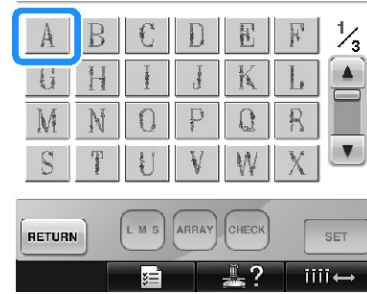 A B C D E F 1/3
G H I J K L
M N O P Q R
S T U V W X
RETURN L M S ARRAY CHECK SET
?